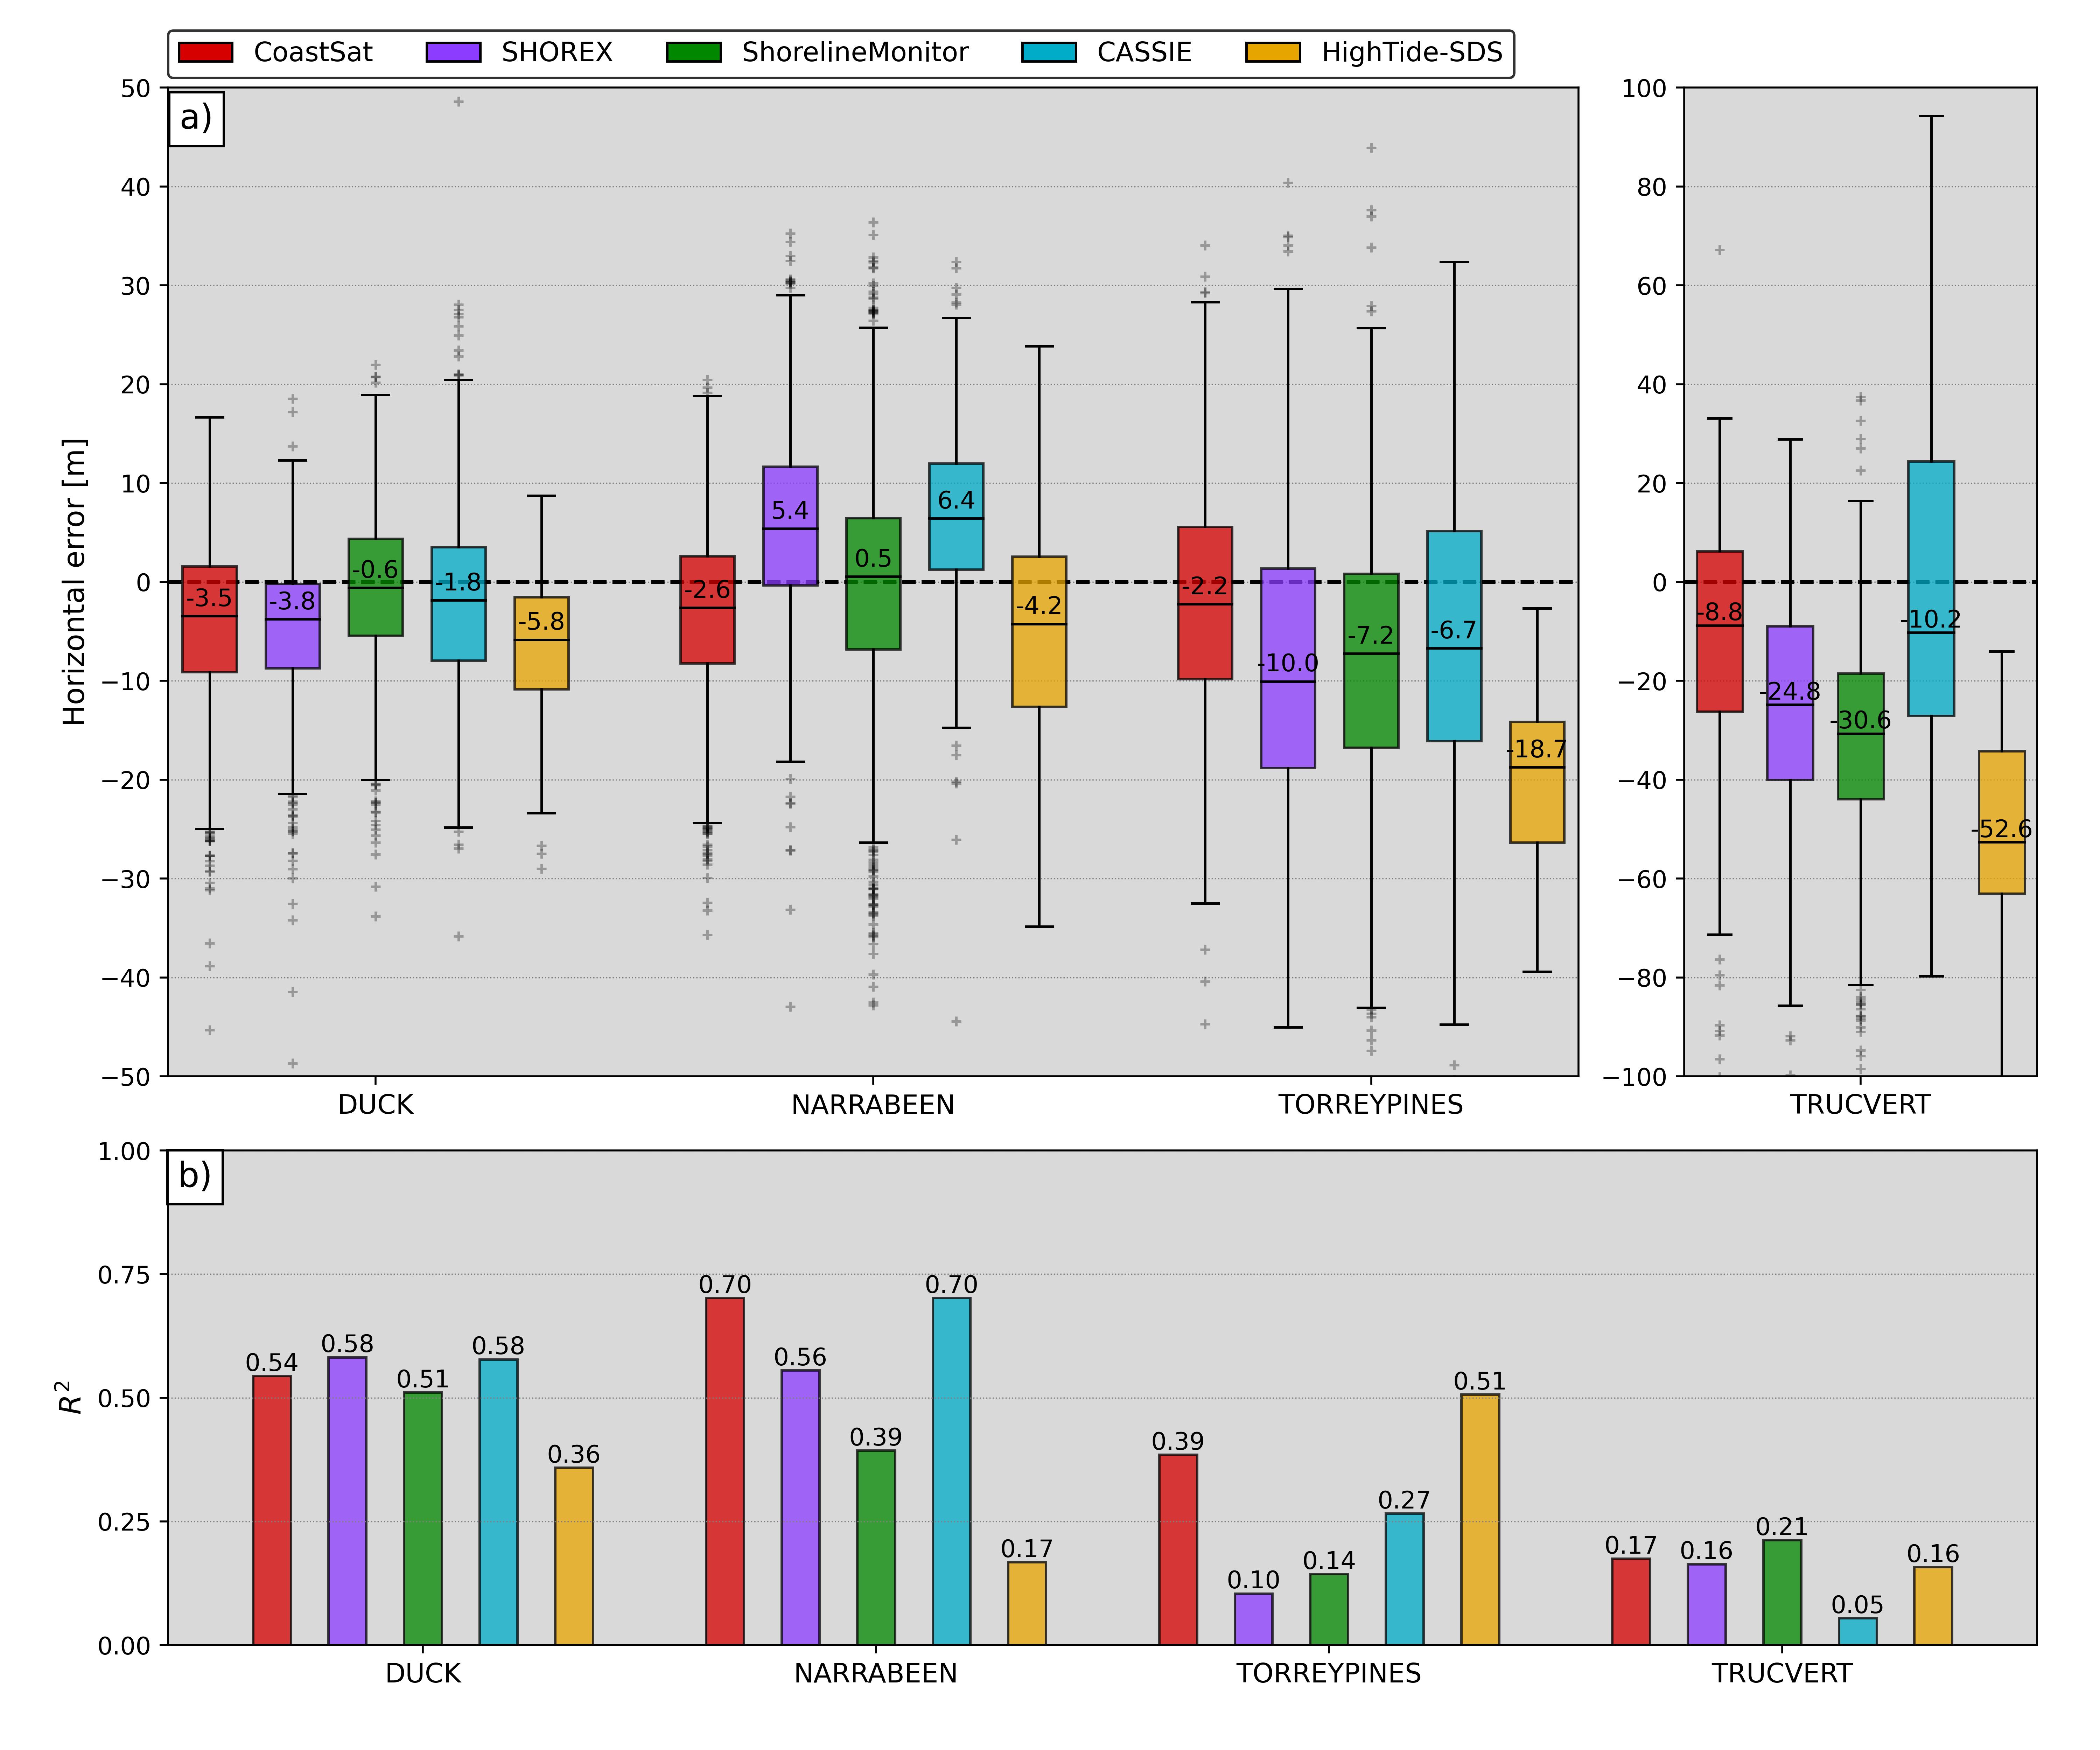 CoastSat SHOREX ShorelineMonitor CASSIE HighTide-SDS
a)
Horizontal error [m]
50
40
30
20
10
0
−10
−20
−30
−40
−50
-3.5 -3.8 -0.6 -1.8 -5.8
-2.6 5.4 0.5 6.4 -4.2
-2.2 -10.0 -7.2 -6.7 -18.7
DUCK NARRABEEN TORREYPINES
100
80
60
40
20
0
−20
−40
−60
−80
−100
-8.8 -24.8 -30.6 -10.2 -52.6
TRUCVERT
b)
R²
1.00
0.75
0.50
0.25
0.00
0.54 0.58 0.51 0.58 0.36
0.70 0.56 0.39 0.70 0.17
0.39 0.10 0.14 0.27 0.51
0.17 0.16 0.21 0.05 0.16
DUCK NARRABEEN TORREYPINES TRUCVERT